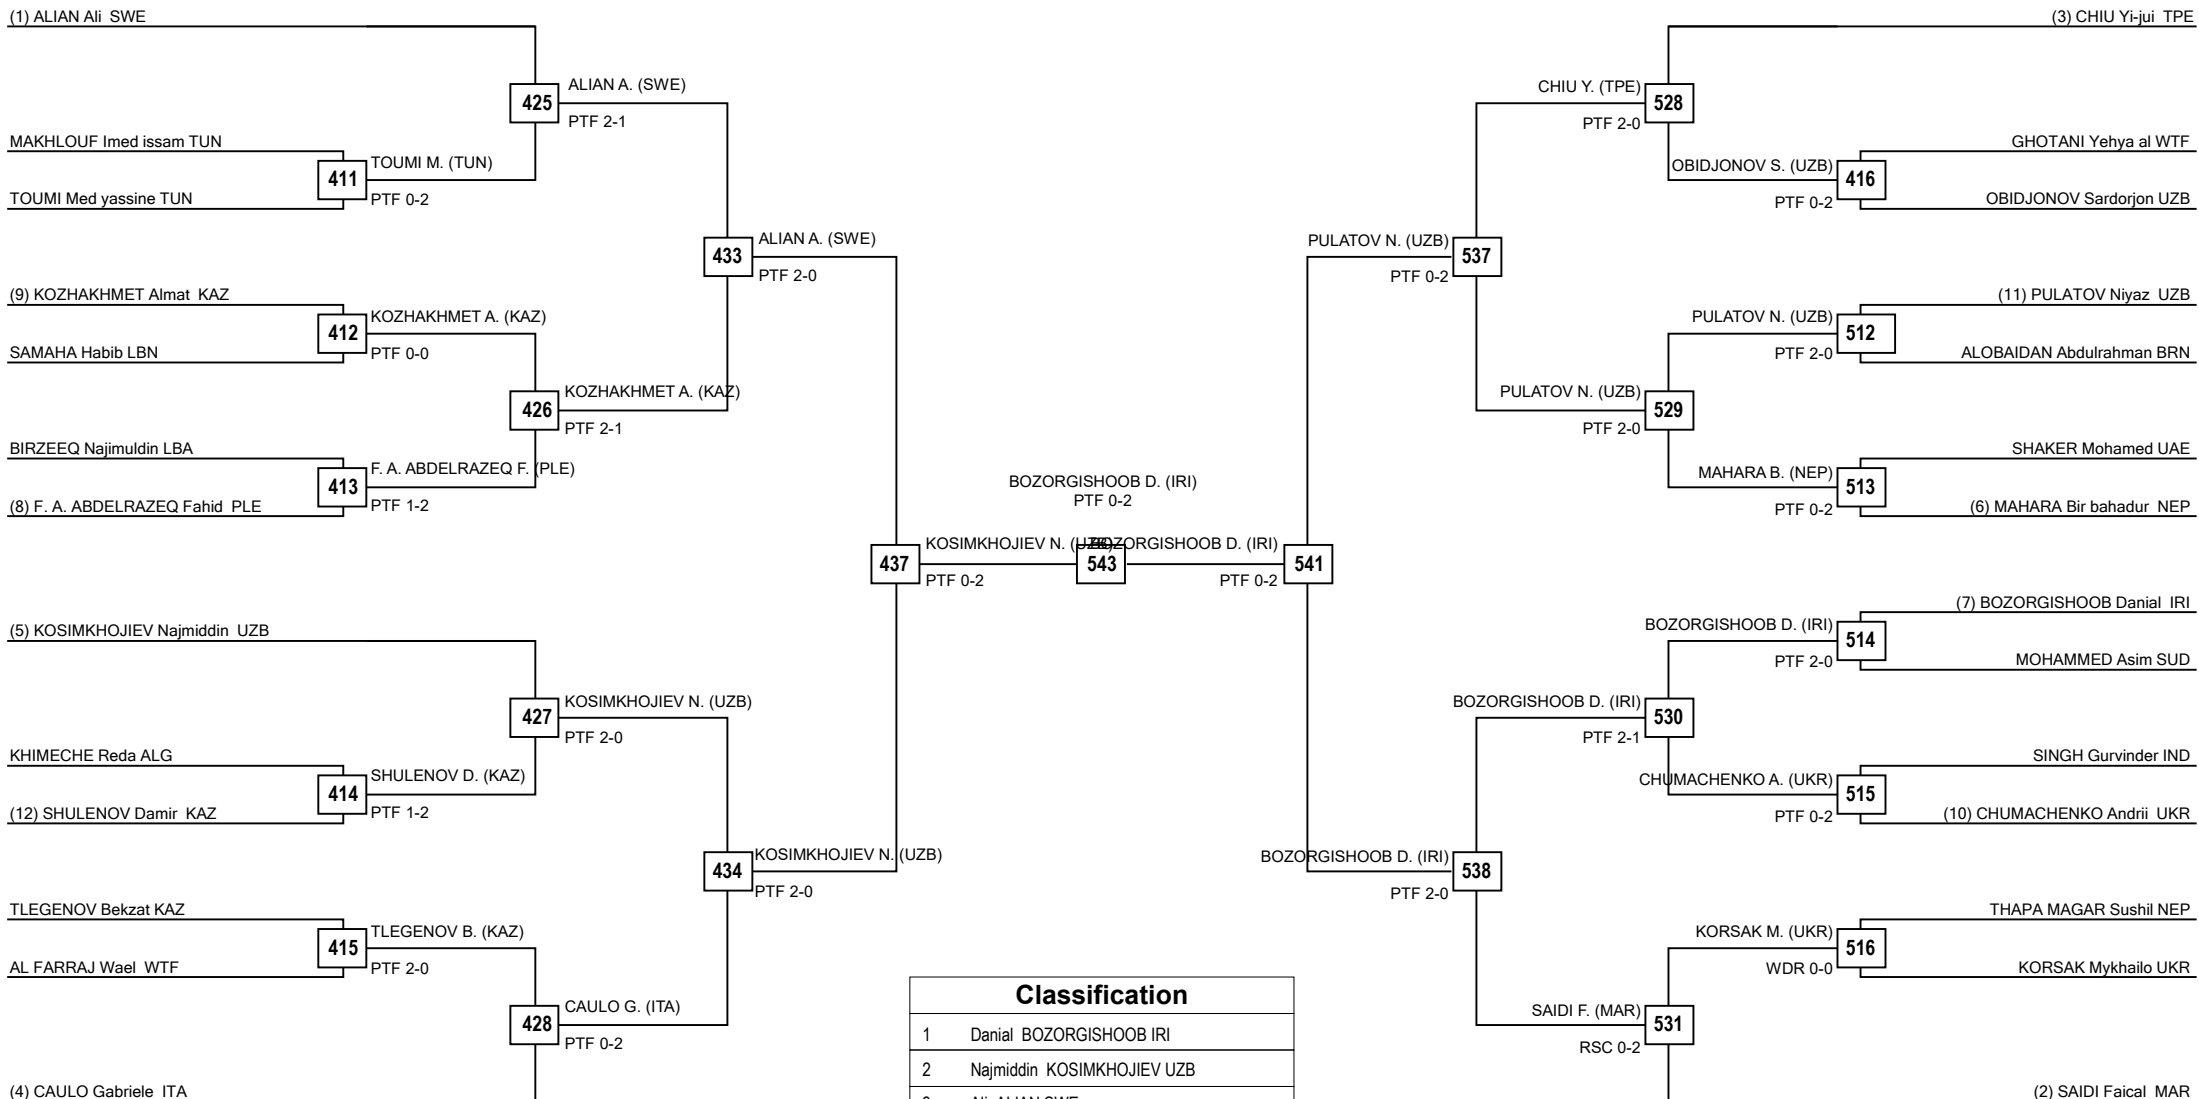 (1) ALIAN Ali SWE
(3) CHIU Yi-jui TPE
ALIAN A. (SWE)
425
PTF 2-1
CHIU Y. (TPE)
528
PTF 2-0
MAKHLOUF Imed issam TUN
411
TOUMI M. (TUN)
TOUMI Med yassine TUN
PTF 0-2
GHOTANI Yehya al WTF
OBIDJONOV S. (UZB)
416
PTF 0-2
OBIDJONOV Sardorjon UZB
ALIAN A. (SWE)
433
PTF 2-0
PULATOV N. (UZB)
537
PTF 0-2
(9) KOZHAKHMET Almat KAZ
412
KOZHAKHMET A. (KAZ)
SAMAHA Habib LBN
PTF 0-0
(11) PULATOV Niyaz UZB
PULATOV N. (UZB)
512
PTF 2-0
ALOBAIDAN Abdulrahman BRN
KOZHAKHMET A. (KAZ)
426
PTF 2-1
PULATOV N. (UZB)
529
PTF 2-0
BIRZEEQ Najimuldin LBA
413
F. A. ABDELRAZEQ F. (PLE)
(8) F. A. ABDELRAZEQ Fahid PLE
PTF 1-2
SHAKER Mohamed UAE
MAHARA B. (NEP)
513
PTF 0-2
(6) MAHARA Bir bahadur NEP
BOZORGISHOOB D. (IRI)
PTF 0-2
437
KOSIMKHOJIEV N. (UZB)
PTF 0-2
543
BOZORGISHOOB D. (IRI)
PTF 0-2
541
(5) KOSIMKHOJIEV Najmiddin UZB
(7) BOZORGISHOOB Danial IRI
BOZORGISHOOB D. (IRI)
514
PTF 2-0
MOHAMMED Asim SUD
427
KOSIMKHOJIEV N. (UZB)
PTF 2-0
BOZORGISHOOB D. (IRI)
530
PTF 2-1
KHIMECHE Reda ALG
414
SHULENOV D. (KAZ)
(12) SHULENOV Damir KAZ
PTF 1-2
SINGH Gurvinder IND
CHUMACHENKO A. (UKR)
515
PTF 0-2
(10) CHUMACHENKO Andrii UKR
434
KOSIMKHOJIEV N. (UZB)
PTF 2-0
BOZORGISHOOB D. (IRI)
538
PTF 2-0
TLEGENOV Bekzat KAZ
415
TLEGENOV B. (KAZ)
AL FARRAJ Wael WTF
PTF 2-0
THAPA MAGAR Sushil NEP
KORSAK M. (UKR)
516
WDR 0-0
KORSAK Mykhailo UKR
428
CAULO G. (ITA)
PTF 0-2
SAIDI F. (MAR)
531
RSC 0-2
(4) CAULO Gabriele ITA
(2) SAIDI Faical MAR
Classification
1 Danial BOZORGISHOOB IRI
2 Najmiddin KOSIMKHOJIEV UZB
3 Ali ALIAN SWE